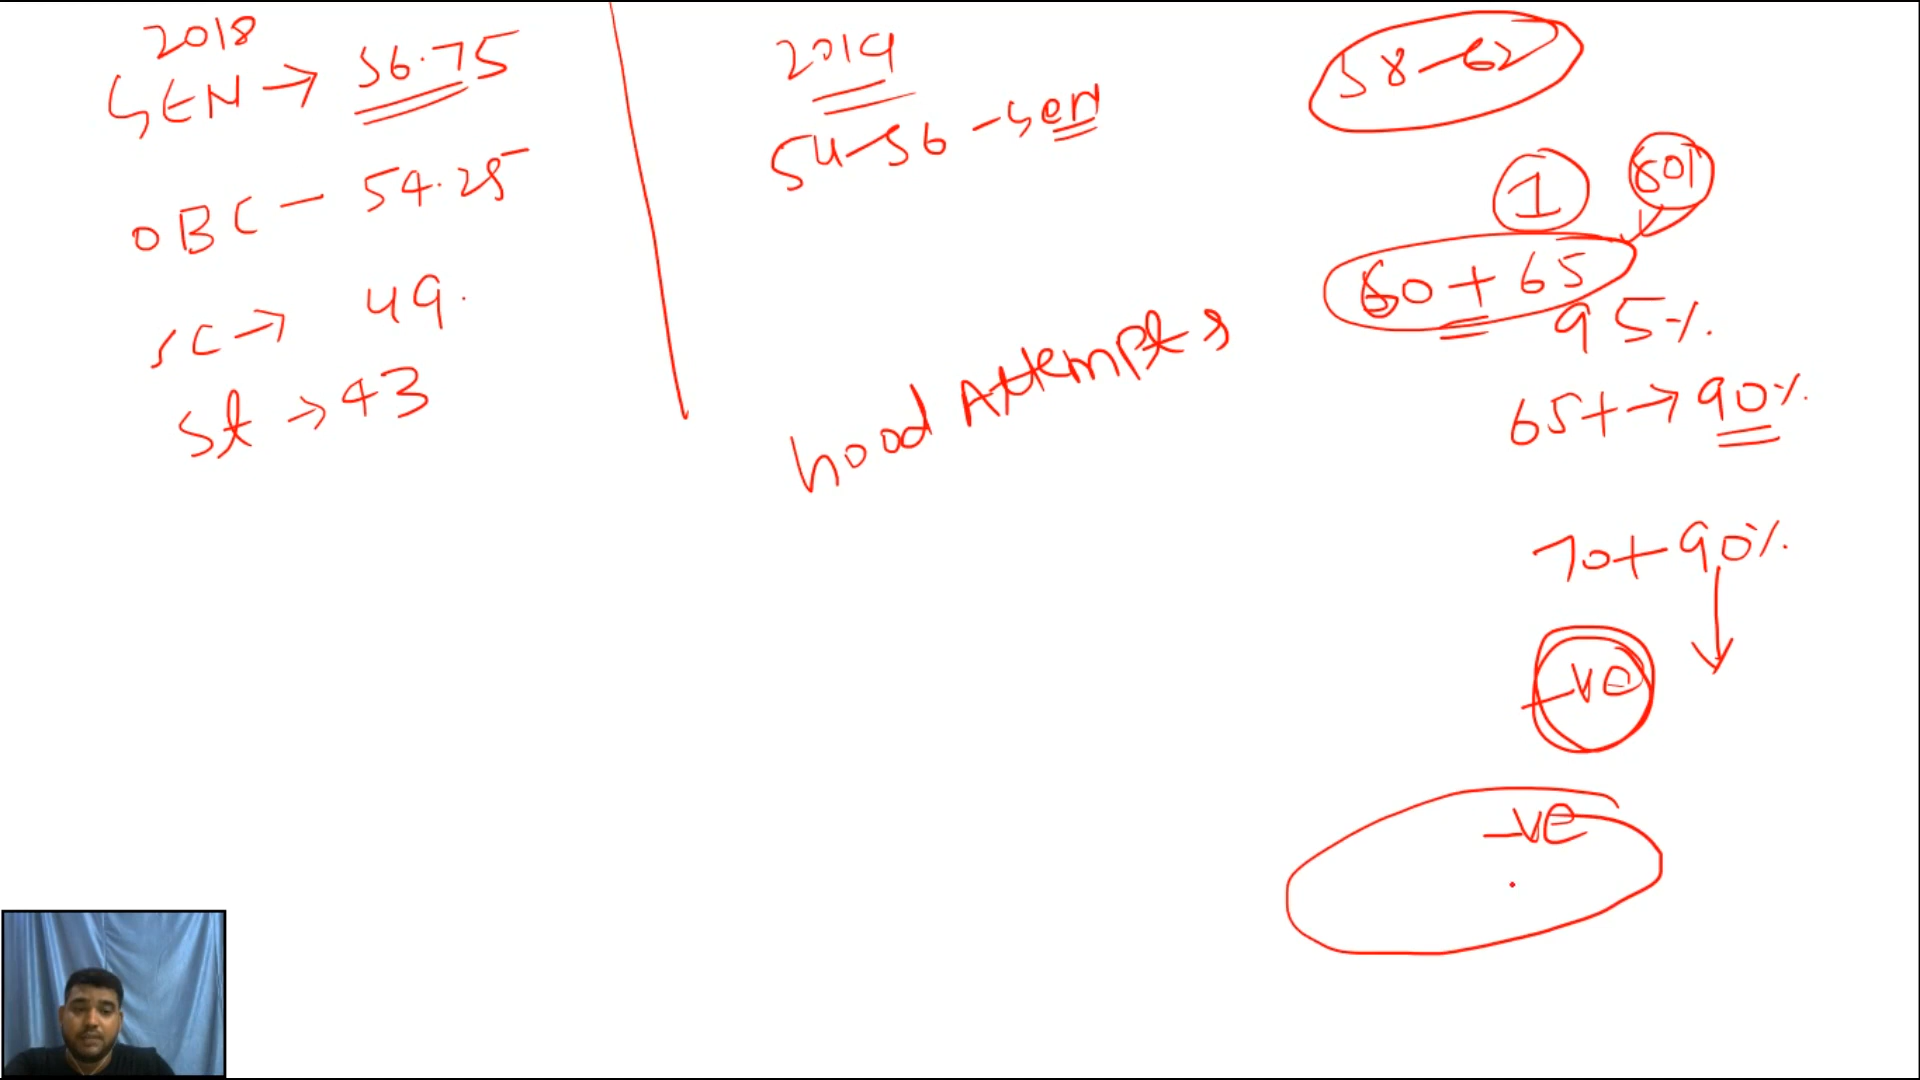 2018
GEN → 56.75
OBC - 54.25
SC → 49.
St → 43
2019
54-56 - Gen
Good Attempts
58-62
1
60+65
95%
65+ → 90%
70+ 90%
-ve
-ve